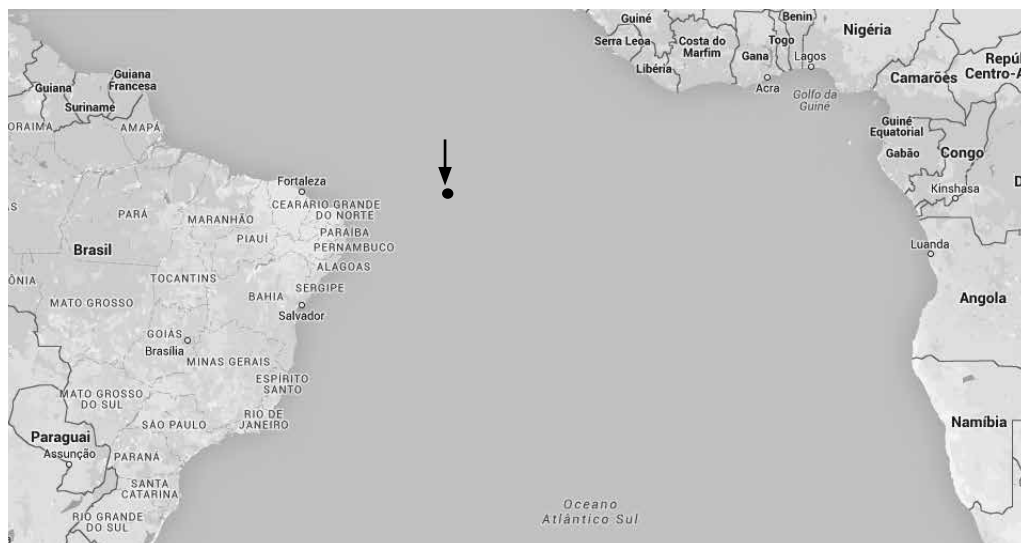 Guiné
Serra Leoa
Libéria
Costa do
Marfim
Gana
Togo
Benin
Lagos
Acra
Nigéria
Golfo da
Guiné
Camarões
Repú
Centro-A
Guiné
Equatorial
Gabão
Congo
Kinshasa
D
Luanda
Angola
Namíbia
Guiana
Suriname
Guiana
Francesa
ORAIMA
AMAPÁ
Fortaleza
CEARÁ
RIO GRANDE
DO NORTE
PARAÍBA
PERNAMBUCO
ALAGOAS
SERGIPE
AS
PARÁ
MARANHÃO
PIAUÍ
Brasil
TOCANTINS
ÔNIA
MATO GROSSO
BAHIA
Salvador
GOIÁS
Brasília
MINAS GERAIS
ESPÍRITO
SANTO
MATO GROSSO
DO SUL
RIO DE
JANEIRO
SÃO PAULO
Paraguai
Assunção
PARANÁ
SANTA
CATARINA
RIO GRANDE
DO SUL
Oceano
Atlântico Sul